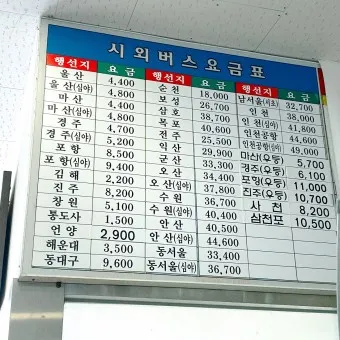 시외버스요금표
행선지 요금 행선지 요금 행선지 요금
울산 4,400 순천 18,000 남서울(서초) 32,700
울산(심야) 4,800 보성 26,700 인천 38,000
마산 4,400 삼호 38,700 인천(심야) 41,800
마산(심야) 4,800 목포 40,600 인천공항 44,600
경주 4,700 전주 25,500 인천공항(심야) 49,000
경주(심야) 5,200 익산 29,900 마산(우등) 5,700
포항 8,500 군산 33,300 경주(우등) 6,100
포항(심야) 9,400 오산 34,400 포항(우등) 11,000
김해 2,200 오산(심야) 37,800 진주(우등) 10,700
진주 8,200 수원 36,700 사천 8,200
창원 5,100 수원(심야) 40,400 삼천포 10,500
통도사 1,500 안산 40,500
언양 2,900 안산(심야) 44,600
해운대 3,500 동서울 33,400
동대구 9,600 동서울(심야) 36,700